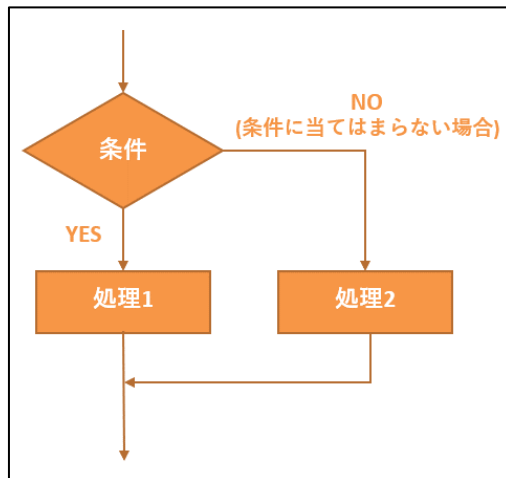 条件
NO
(条件に当てはまらない場合)
YES
処理1
処理2